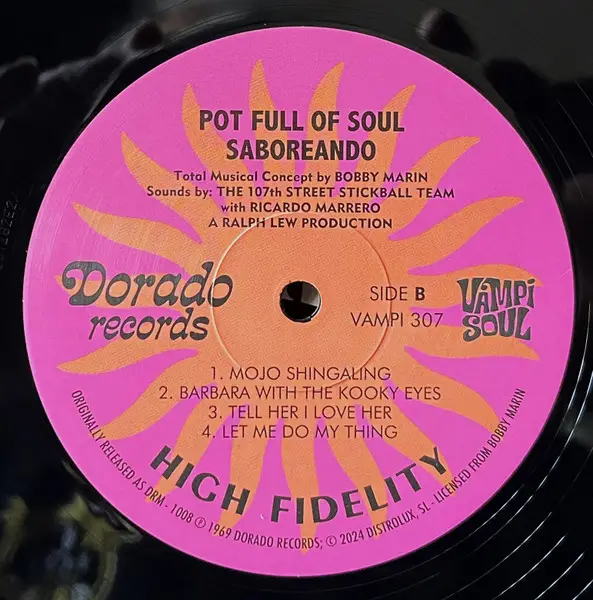 POT FULL OF SOUL
SABOREANDO
Total Musical Concept by BOBBY MARIN
Sounds by: THE 107th STREET STICKBALL TEAM
with RICARDO MARRERO
A RALPH LEW PRODUCTION
Dorado
records
SIDE B
VAMPI 307
VAMPI
SOUL
1. MOJO SHINGALING
2. BARBARA WITH THE KOOKY EYES
3. TELL HER I LOVE HER
4. LET ME DO MY THING
HIGH FIDELITY
ORIGINALLY RELEASED AS DRM - 1008 ℗ 1969 DORADO RECORDS; © 2024 DISTROLUX, SL - LICENSED FROM BOBBY MARIN